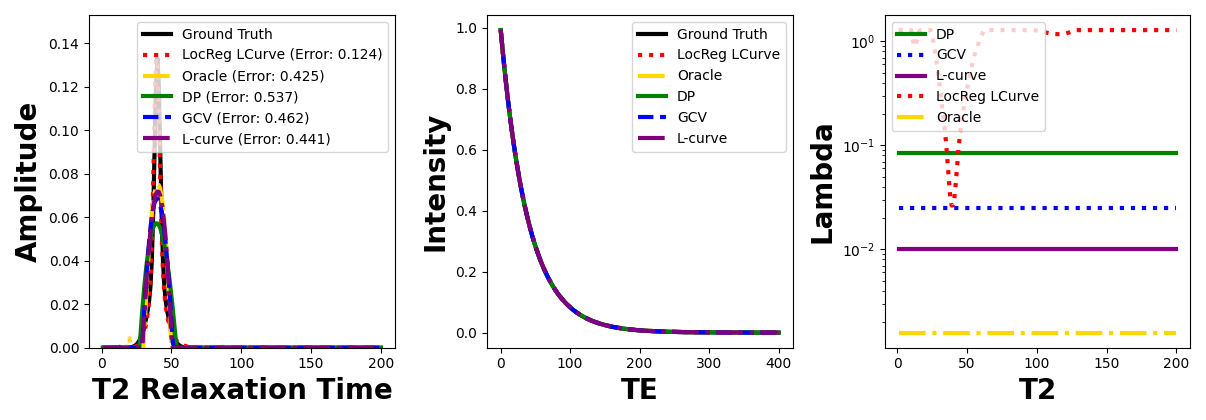 Amplitude
0.14
0.12
0.10
0.08
0.06
0.04
0.02
0.00
0 50 100 150 200
T2 Relaxation Time
Ground Truth
LocReg LCurve (Error: 0.124)
Oracle (Error: 0.425)
DP (Error: 0.537)
GCV (Error: 0.462)
L-curve (Error: 0.441)
Intensity
1.0
0.8
0.6
0.4
0.2
0.0
0 100 200 300 400
TE
Ground Truth
LocReg LCurve
Oracle
DP
GCV
L-curve
Lambda
10⁰
10⁻¹
10⁻²
0 50 100 150 200
T2
DP
GCV
L-curve
LocReg LCurve
Oracle